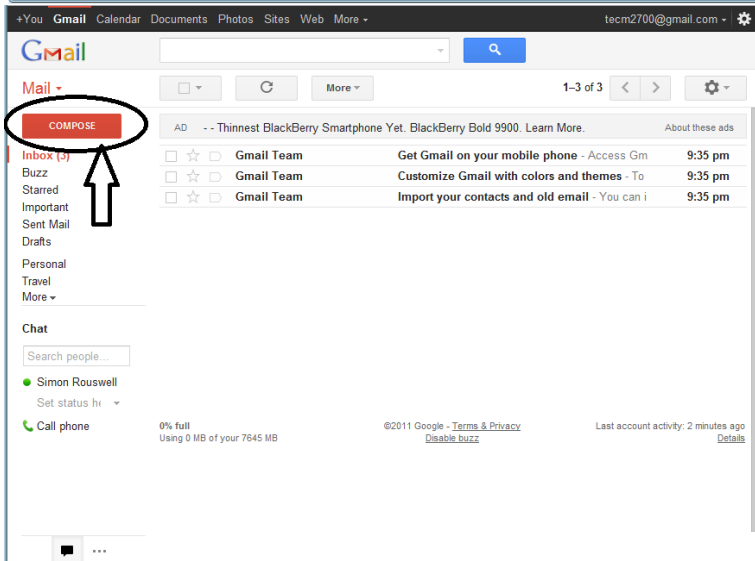 +You Gmail Calendar Documents Photos Sites Web More tecm2700@gmail.com
Gmail
Mail More 1–3 of 3
COMPOSE
AD - - Thinnest BlackBerry Smartphone Yet. BlackBerry Bold 9900. Learn More. About these ads
Inbox (3)
Gmail Team Get Gmail on your mobile phone - Access Gm 9:35 pm
Buzz
Gmail Team Customize Gmail with colors and themes - To 9:35 pm
Starred
Gmail Team Import your contacts and old email - You can i 9:35 pm
Important
Sent Mail
Drafts
Personal
Travel
More
Chat
Search people...
Simon Rouswell
Set status he
Call phone
0% full ©2011 Google - Terms & Privacy Last account activity: 2 minutes ago
Using 0 MB of your 7645 MB Disable buzz Details